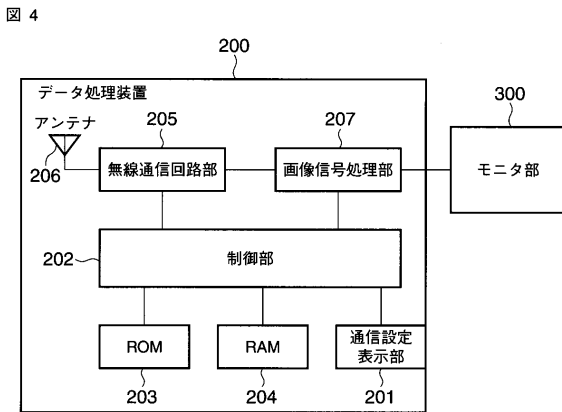 図 4
200
データ処理装置
300
アンテナ
205
207
206
無線通信回路部
画像信号処理部
モニタ部
202
制御部
ROM
RAM
通信設定
表示部
203
204
201